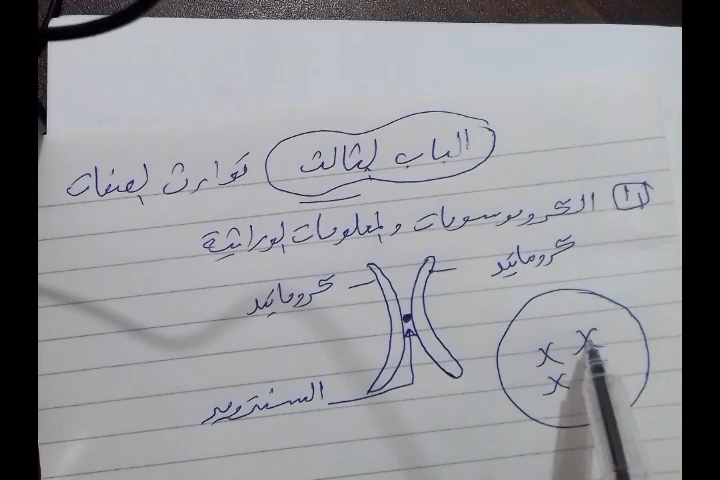 الباب الثالث توارث الصفات
١ الكروموسومات والمعلومات الوراثية
كروماتيد
كروماتيد
السنترومير